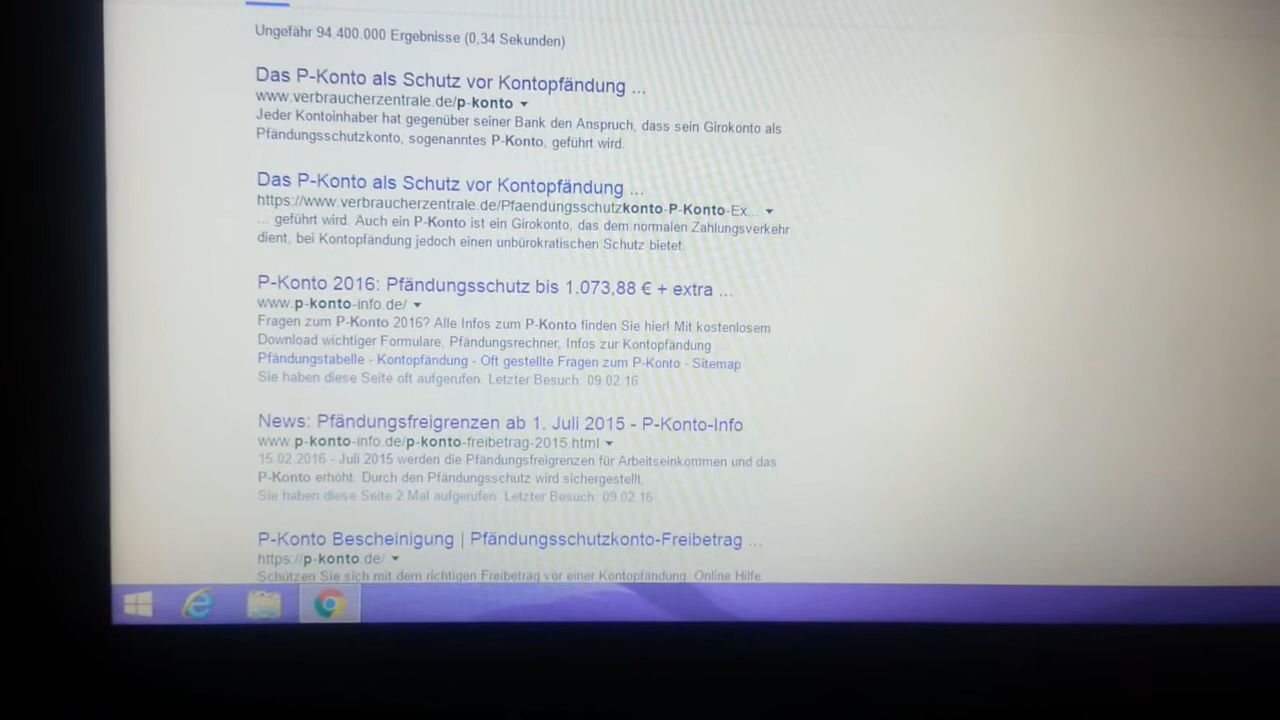 Ungefähr 94.400.000 Ergebnisse (0,34 Sekunden)
Das P-Konto als Schutz vor Kontopfändung ...
www.verbraucherzentrale.de/p-konto
Jeder Kontoinhaber hat gegenüber seiner Bank den Anspruch, dass sein Girokonto als
Pfändungsschutzkonto, sogenanntes P-Konto, geführt wird.
Das P-Konto als Schutz vor Kontopfändung ...
https://www.verbraucherzentrale.de/Pfaendungsschutzkonto-P-Konto-Ex...
... geführt wird. Auch ein P-Konto ist ein Girokonto, das dem normalen Zahlungsverkehr
dient, bei Kontopfändung jedoch einen unbürokratischen Schutz bietet.
P-Konto 2016: Pfändungsschutz bis 1.073,88 € + extra ...
www.p-konto-info.de/
Fragen zum P-Konto 2016? Alle Infos zum P-Konto finden Sie hier! Mit kostenlosem
Download wichtiger Formulare, Pfändungsrechner, Infos zur Kontopfändung ...
Pfändungstabelle - Kontopfändung - Oft gestellte Fragen zum P-Konto - Sitemap
Sie haben diese Seite oft aufgerufen. Letzter Besuch: 09.02.16
News: Pfändungsfreigrenzen ab 1. Juli 2015 - P-Konto-Info
www.p-konto-info.de/p-konto-freibetrag-2015.html
15.02.2016 - Juli 2015 werden die Pfändungsfreigrenzen für Arbeitseinkommen und das
P-Konto erhöht. Durch den Pfändungsschutz wird sichergestellt
Sie haben diese Seite 2 Mal aufgerufen. Letzter Besuch: 09.02.16
P-Konto Bescheinigung | Pfändungsschutzkonto-Freibetrag ...
https://p-konto.de/
Schützen Sie sich mit dem richtigen Freibetrag vor einer Kontopfändung. Online Hilfe